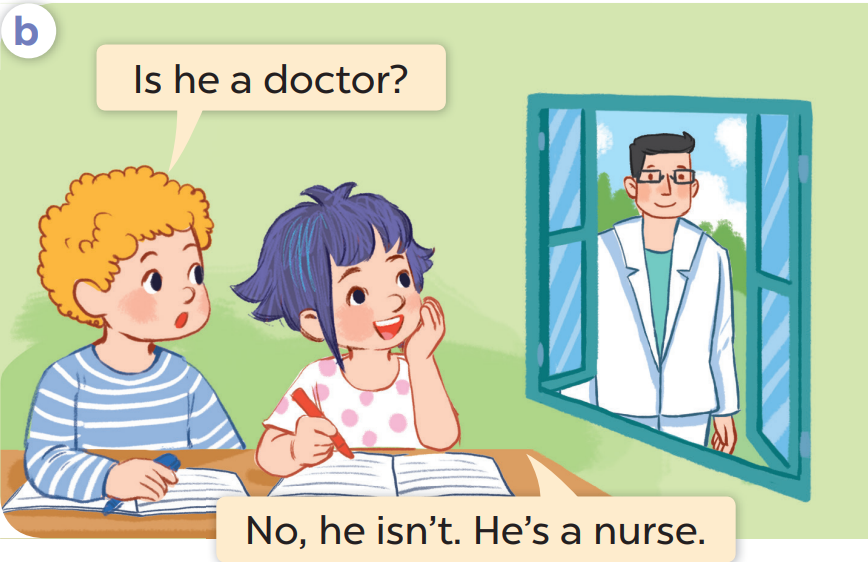 b
Is he a doctor?
No, he isn't. He's a nurse.